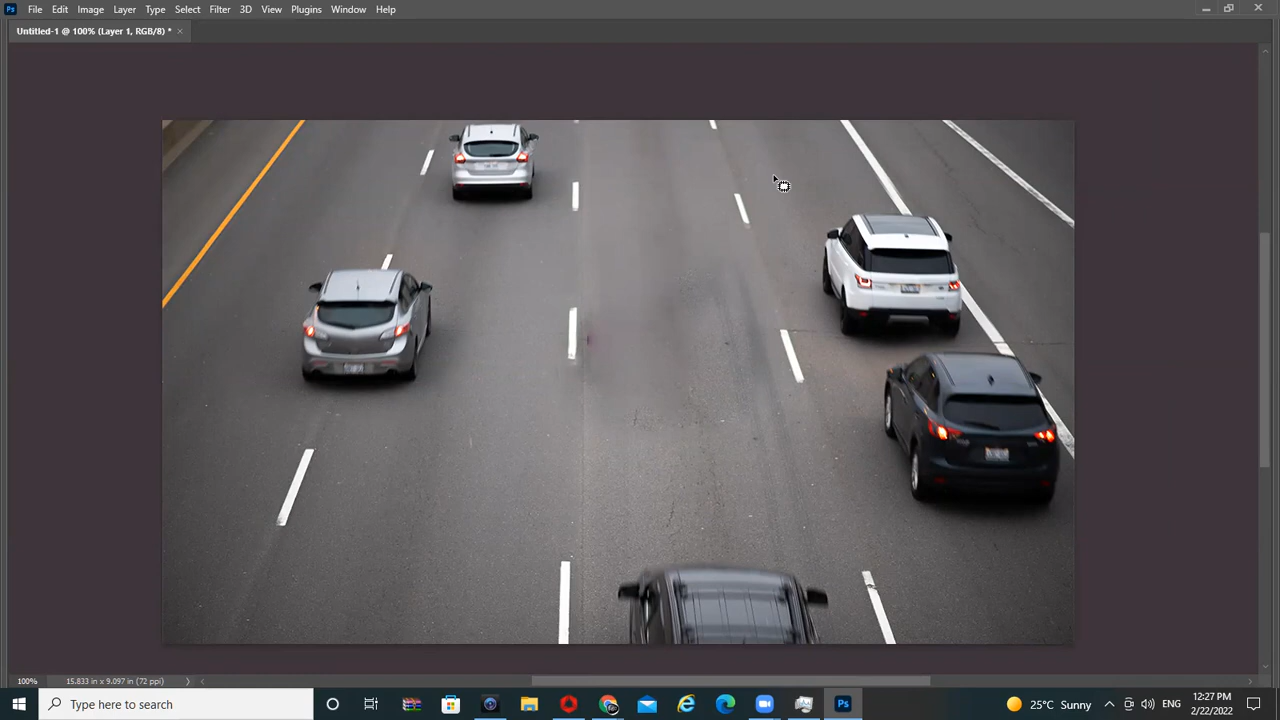 Ps File Edit Image Layer Type Select Filter 3D View Plugins Window Help
Untitled-1 @ 100% (Layer 1, RGB/8) * ×
100% 15.833 in x 9.097 in (72 ppi)
Type here to search
Ps
25°C Sunny
ENG
12:27 PM
2/22/2022